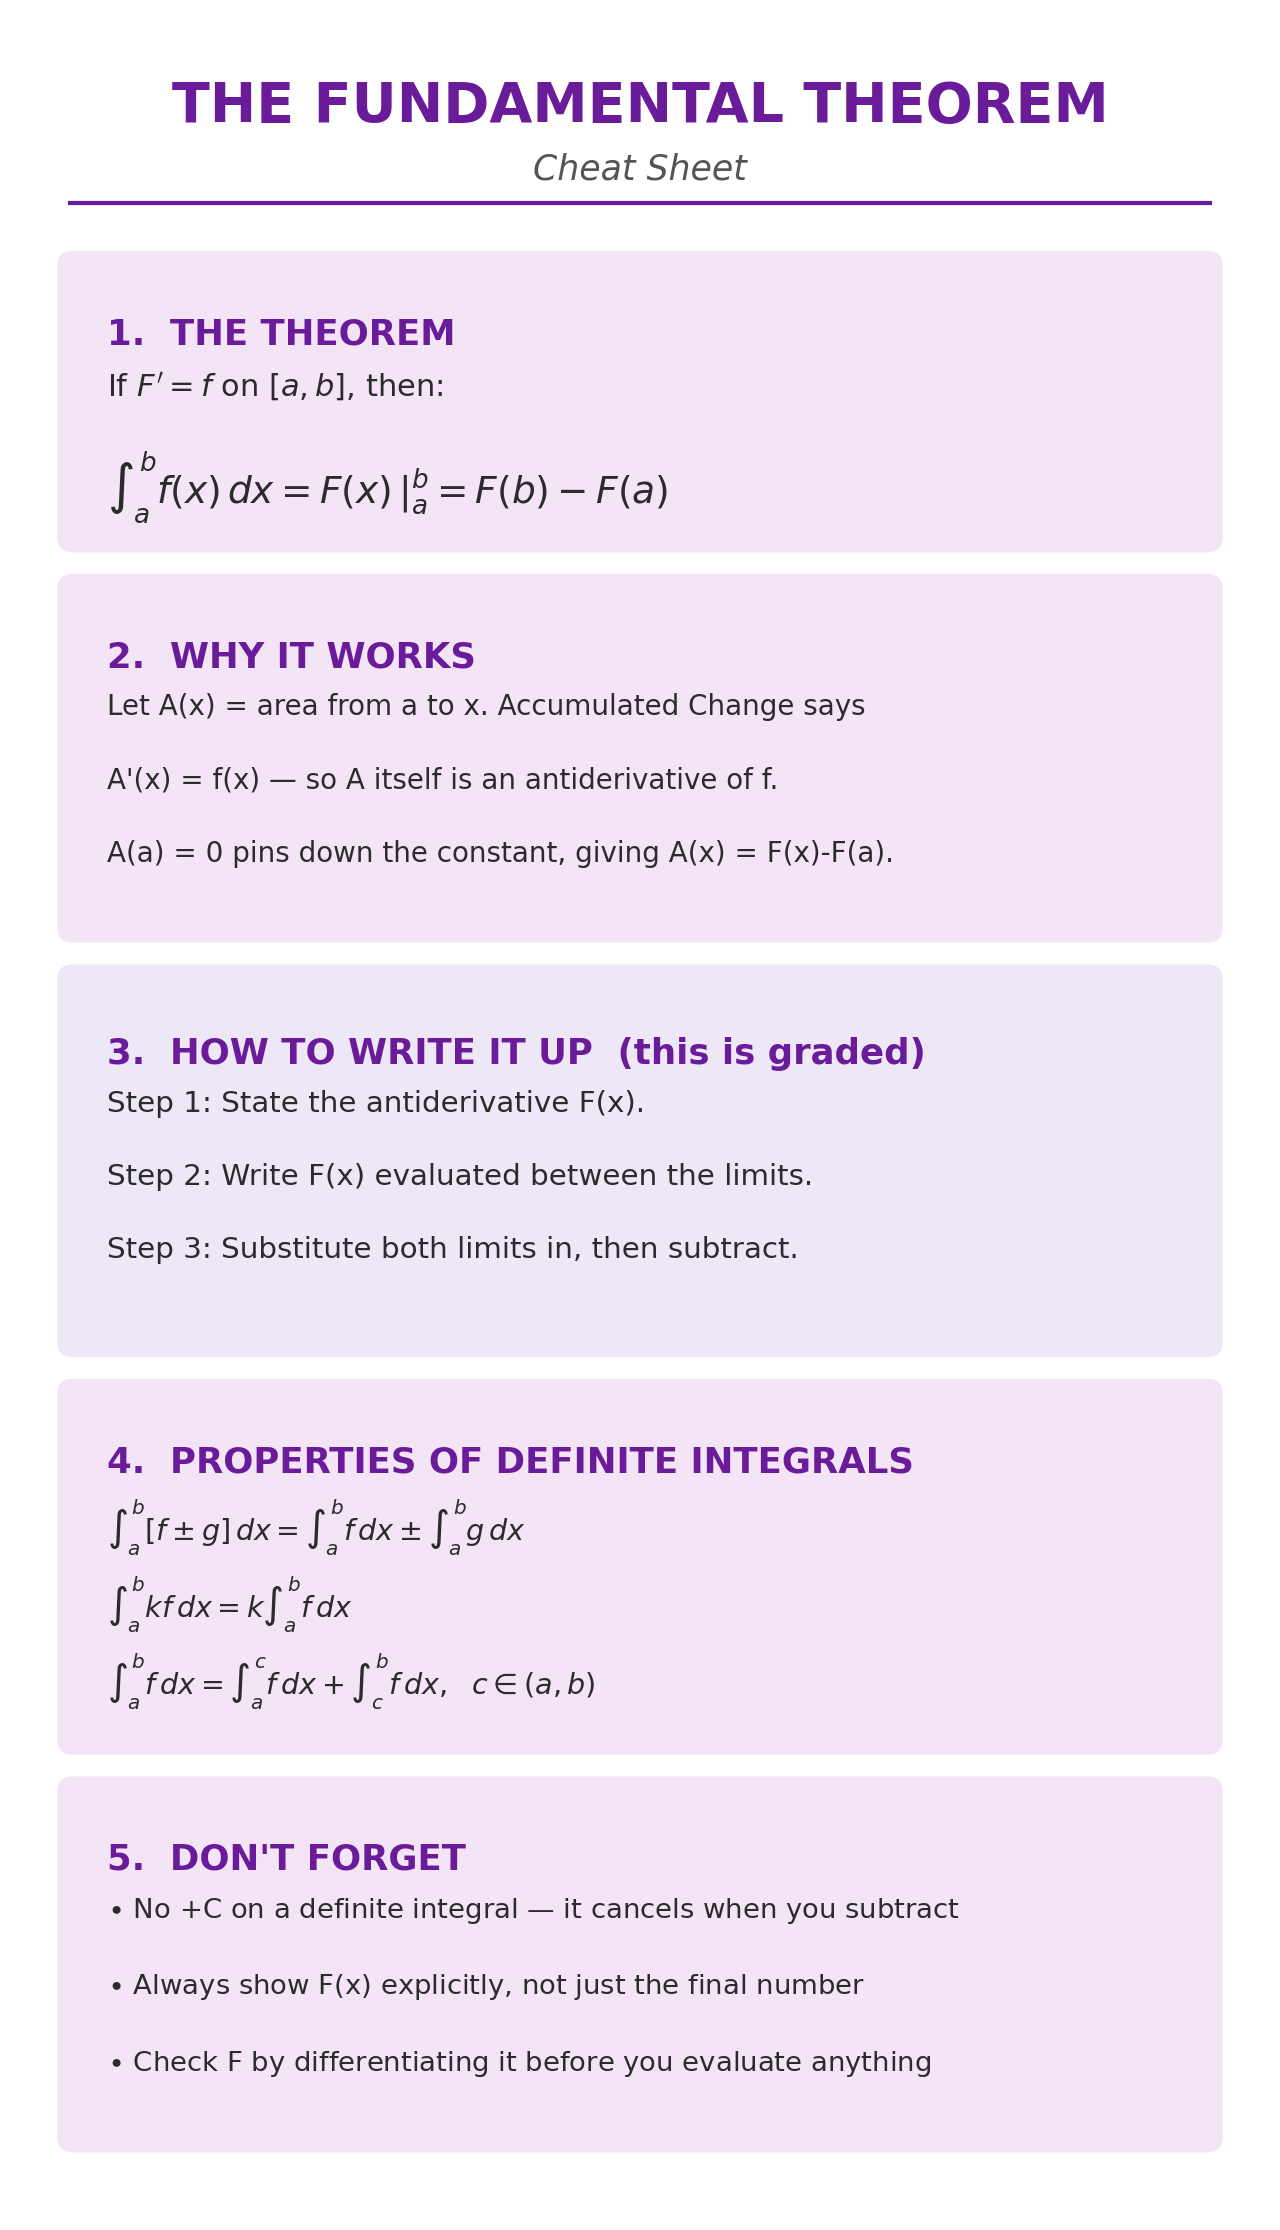 THE FUNDAMENTAL THEOREM
Cheat Sheet
1. THE THEOREM
If F′ = f on [a, b], then:
∫_a^b f(x) dx = F(x) |_a^b = F(b) − F(a)
2. WHY IT WORKS
Let A(x) = area from a to x. Accumulated Change says
A'(x) = f(x) — so A itself is an antiderivative of f.
A(a) = 0 pins down the constant, giving A(x) = F(x)-F(a).
3. HOW TO WRITE IT UP (this is graded)
Step 1: State the antiderivative F(x).
Step 2: Write F(x) evaluated between the limits.
Step 3: Substitute both limits in, then subtract.
4. PROPERTIES OF DEFINITE INTEGRALS
∫_a^b [f ± g] dx = ∫_a^b f dx ± ∫_a^b g dx
∫_a^b kf dx = k∫_a^b f dx
∫_a^b f dx = ∫_a^c f dx + ∫_c^b f dx, c ∈ (a, b)
5. DON'T FORGET
• No +C on a definite integral — it cancels when you subtract
• Always show F(x) explicitly, not just the final number
• Check F by differentiating it before you evaluate anything